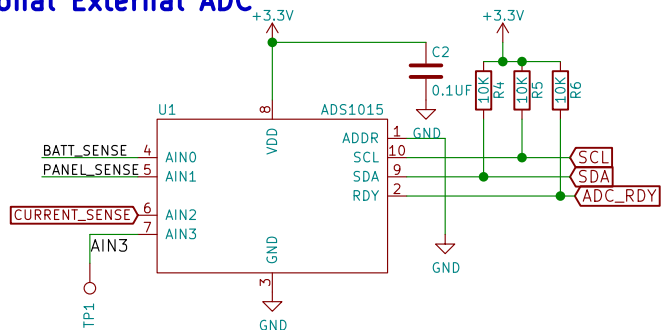 onal External ADC
+3.3V
+3.3V
C2
0.1UF
GND
10K
R4
10K
R5
10K
R6
U1
ADS1015
8
VDD
BATT_SENSE
4
AIN0
PANEL_SENSE
5
AIN1
CURRENT_SENSE
6
AIN2
7
AIN3
AIN3
TP1
ADDR
1
SCL
10
SDA
9
RDY
2
SCL
SDA
ADC_RDY
GND
3
GND
GND